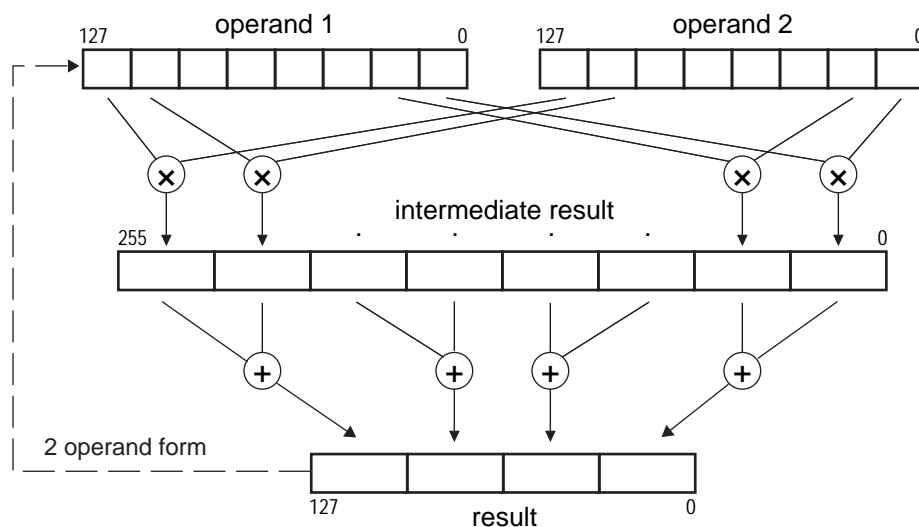 operand 1
operand 2
127
0
127
0
×
×
×
×
intermediate result
255
. . . .
0
+
+
+
+
2 operand form
127
0
result